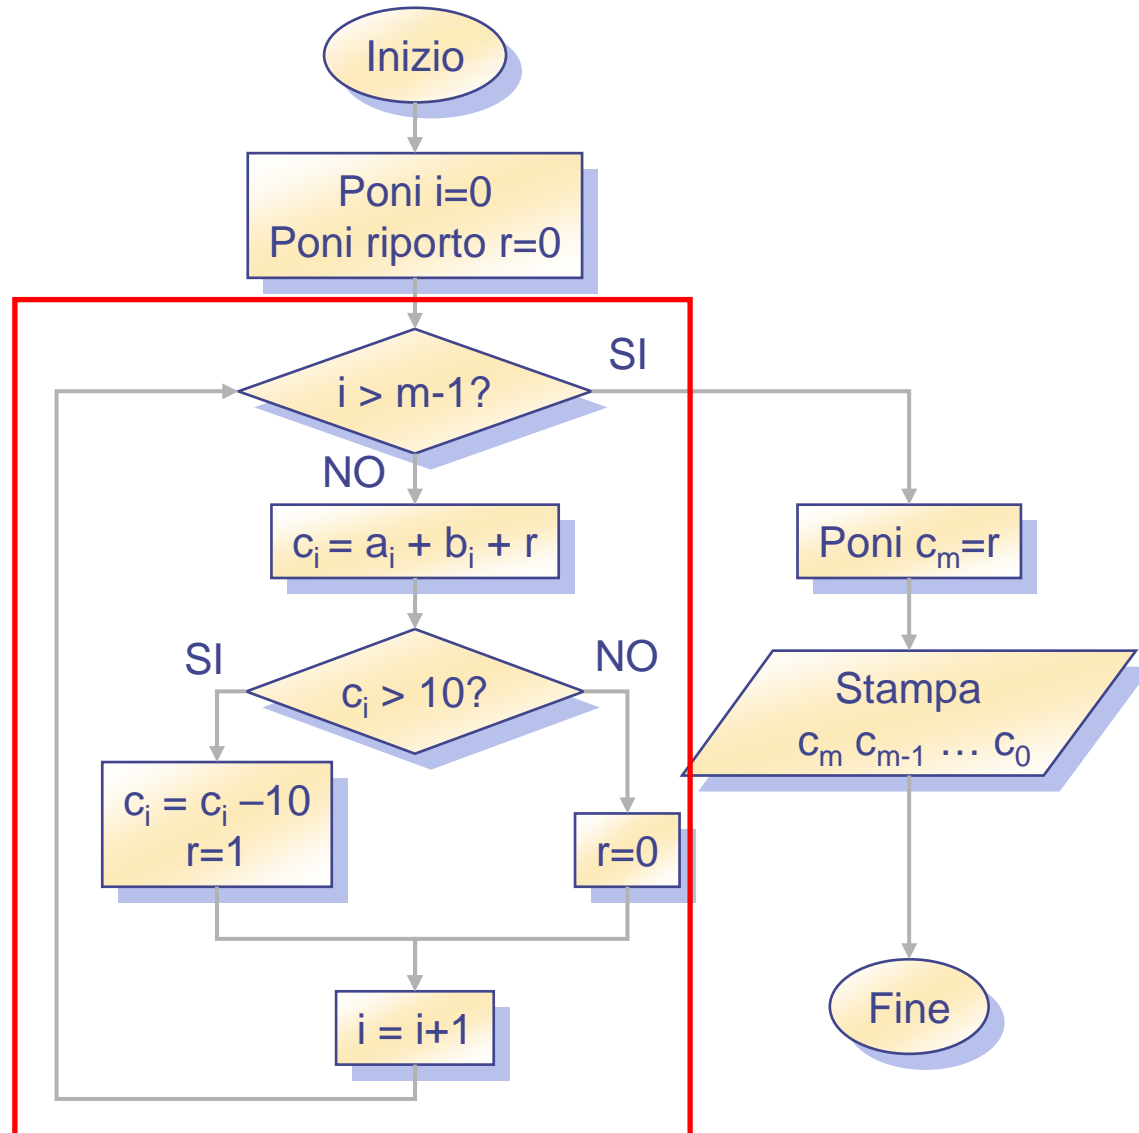 Inizio
Poni i=0
Poni riporto r=0
i > m-1?
SI
NO
cᵢ = aᵢ + bᵢ + r
Poni cₘ=r
cᵢ > 10?
SI
NO
cᵢ = cᵢ –10
r=1
r=0
i = i+1
Stampa
cₘ cₘ₋₁ … c₀
Fine